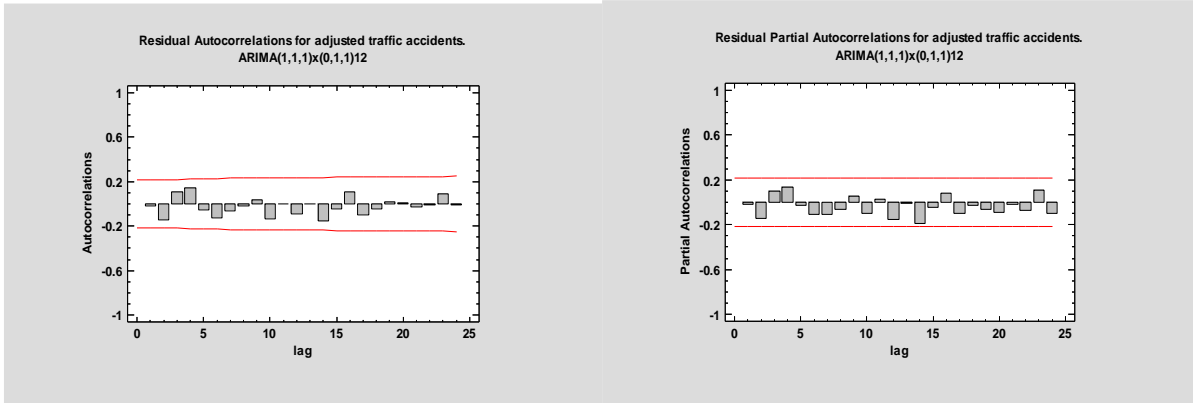 Residual Autocorrelations for adjusted traffic accidents.
ARIMA(1,1,1)x(0,1,1)12
Autocorrelations
1
0.6
0.2
-0.2
-0.6
-1
0 5 10 15 20 25
lag
Residual Partial Autocorrelations for adjusted traffic accidents.
ARIMA(1,1,1)x(0,1,1)12
Partial Autocorrelations
1
0.6
0.2
-0.2
-0.6
-1
0 5 10 15 20 25
lag